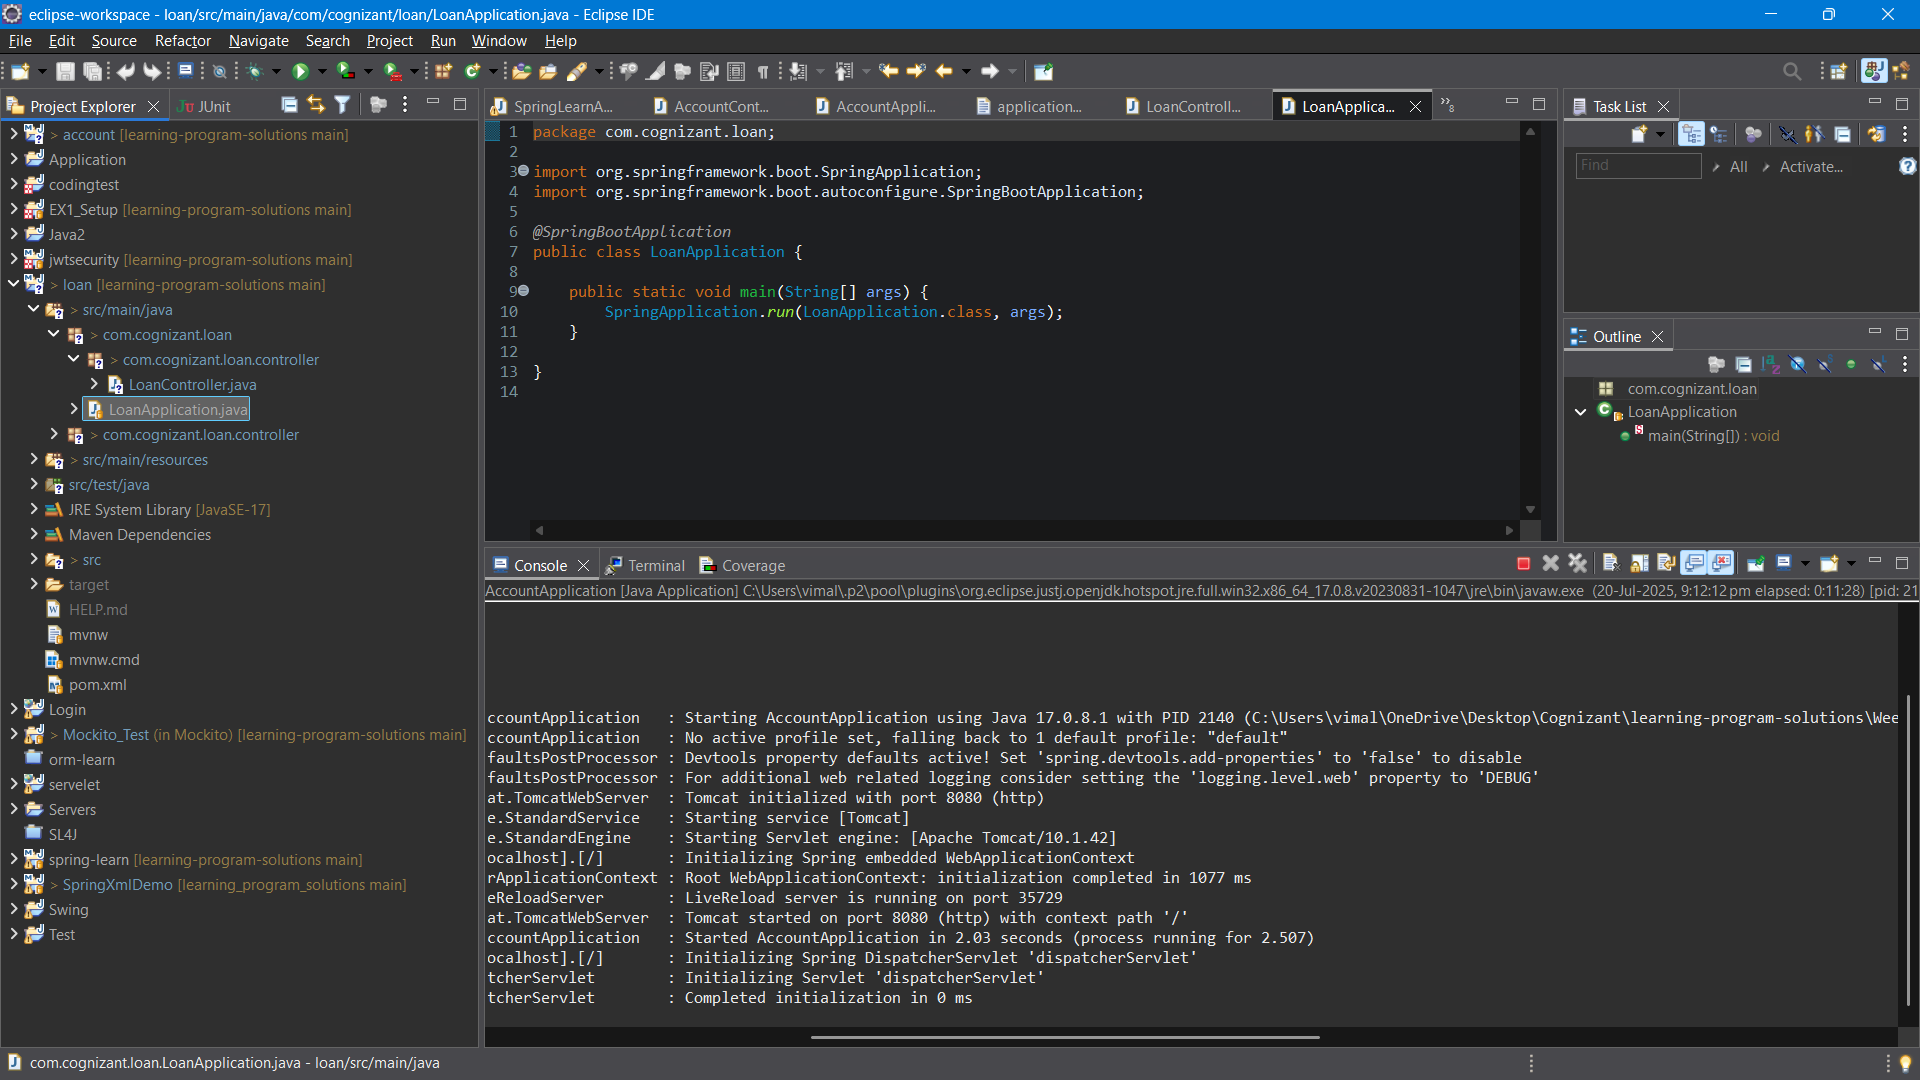 eclipse-workspace - loan/src/main/java/com/cognizant/loan/LoanApplication.java - Eclipse IDE
File Edit Source Refactor Navigate Search Project Run Window Help
Project Explorer
JUnit
> account [learning-program-solutions main]
Application
codingtest
EX1_Setup [learning-program-solutions main]
Java2
jwtsecurity [learning-program-solutions main]
> loan [learning-program-solutions main]
> src/main/java
> com.cognizant.loan
> com.cognizant.loan.controller
LoanController.java
LoanApplication.java
> com.cognizant.loan.controller
> src/main/resources
src/test/java
JRE System Library [JavaSE-17]
Maven Dependencies
> src
target
HELP.md
mvnw
mvnw.cmd
pom.xml
Login
> Mockito_Test (in Mockito) [learning-program-solutions main]
orm-learn
servelet
Servers
SL4J
spring-learn [learning-program-solutions main]
> SpringXmlDemo [learning_program_solutions main]
Swing
Test
SpringLearnA...
AccountCont...
AccountAppli...
application...
LoanControll...
LoanApplica...
»8
1 package com.cognizant.loan;
2
3 import org.springframework.boot.SpringApplication;
4 import org.springframework.boot.autoconfigure.SpringBootApplication;
5
6 @SpringBootApplication
7 public class LoanApplication {
8
9 public static void main(String[] args) {
10 SpringApplication.run(LoanApplication.class, args);
11 }
12
13 }
14
Task List
Find
All
Activate...
Outline
com.cognizant.loan
LoanApplication
main(String[]) : void
Console
Terminal
Coverage
AccountApplication [Java Application] C:\Users\vimal\.p2\pool\plugins\org.eclipse.justj.openjdk.hotspot.jre.full.win32.x86_64_17.0.8.v20230831-1047\jre\bin\javaw.exe (20-Jul-2025, 9:12:12 pm elapsed: 0:11:28) [pid: 21
ccountApplication : Starting AccountApplication using Java 17.0.8.1 with PID 2140 (C:\Users\vimal\OneDrive\Desktop\Cognizant\learning-program-solutions\Wee
ccountApplication : No active profile set, falling back to 1 default profile: "default"
faultsPostProcessor : Devtools property defaults active! Set 'spring.devtools.add-properties' to 'false' to disable
faultsPostProcessor : For additional web related logging consider setting the 'logging.level.web' property to 'DEBUG'
at.TomcatWebServer : Tomcat initialized with port 8080 (http)
e.StandardService : Starting service [Tomcat]
e.StandardEngine : Starting Servlet engine: [Apache Tomcat/10.1.42]
ocalhost].[/] : Initializing Spring embedded WebApplicationContext
rApplicationContext : Root WebApplicationContext: initialization completed in 1077 ms
eReloadServer : LiveReload server is running on port 35729
at.TomcatWebServer : Tomcat started on port 8080 (http) with context path '/'
ccountApplication : Started AccountApplication in 2.03 seconds (process running for 2.507)
ocalhost].[/] : Initializing Spring DispatcherServlet 'dispatcherServlet'
tcherServlet : Initializing Servlet 'dispatcherServlet'
tcherServlet : Completed initialization in 0 ms
com.cognizant.loan.LoanApplication.java - loan/src/main/java